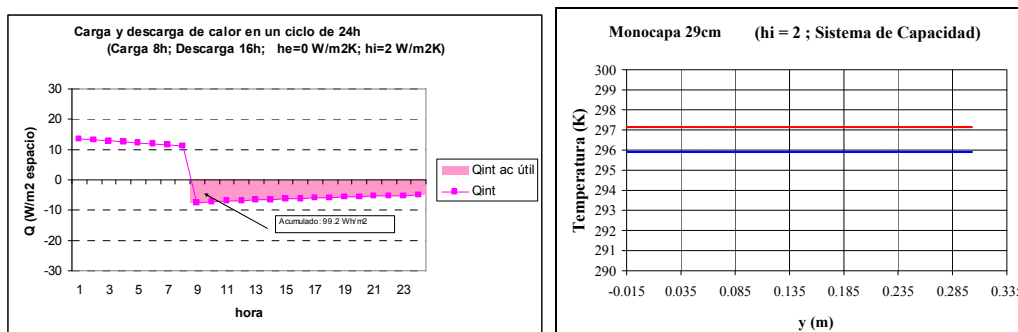 Carga y descarga de calor en un ciclo de 24h
(Carga 8h; Descarga 16h; he=0 W/m2K; hi=2 W/m2K)
Q (W/m2 espacio)
30
20
10
0
-10
-20
-30
Acumulado: 99.2 Wh/m2
1 3 5 7 9 11 13 15 17 19 21 23
hora
Qint ac útil
Qint
Monocapa 29cm (hi = 2 ; Sistema de Capacidad)
Temperatura (K)
300
299
298
297
296
295
294
293
292
291
290
-0.015 0.035 0.085 0.135 0.185 0.235 0.285 0.335
y (m)